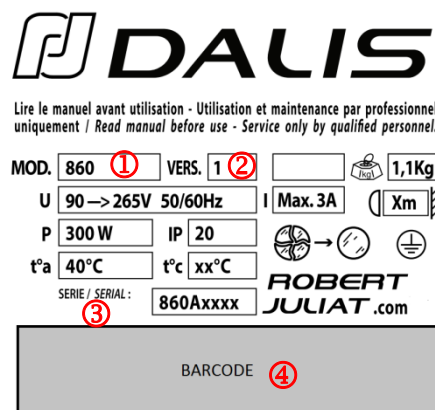 DALIS
Lire le manuel avant utilisation - Utilisation et maintenance par professionnel
uniquement / Read manual before use - Service only by qualified personnel.
MOD. 860 ① VERS. 1 ② kg 1,1Kg
U 90 —> 265V 50/60Hz I Max. 3A Xm
P 300 W IP 20
t°a 40°C t°c xx°C
ROBERT
SERIE / SERIAL : 860Axxxx JULIAT .com
③
BARCODE ④